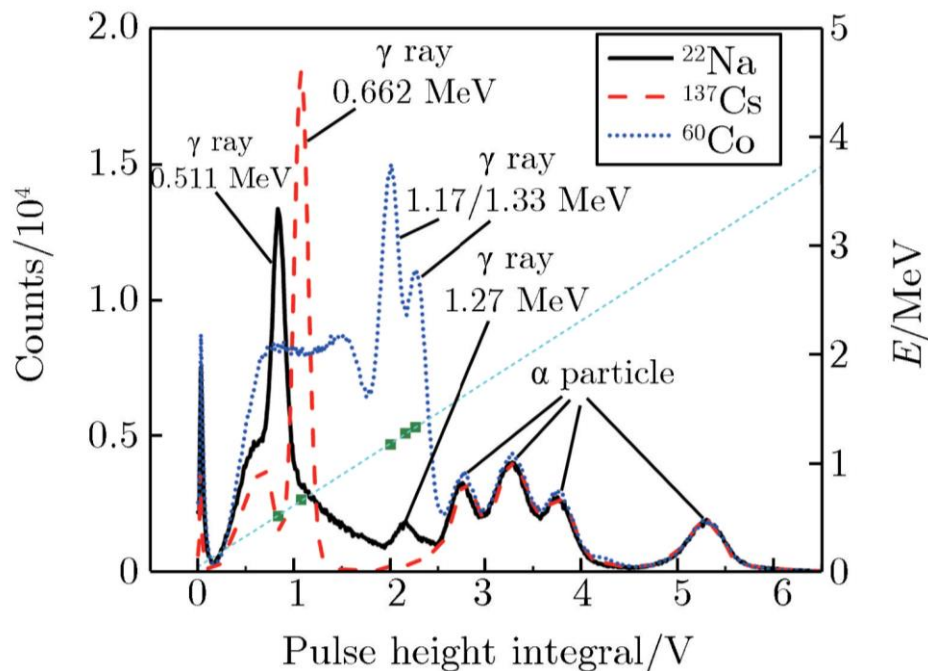 2.0
1.5
1.0
0.5
0
Counts/10⁴
5
4
3
2
1
0
E/MeV
γ ray
0.662 MeV
γ ray
0.511 MeV
γ ray
1.17/1.33 MeV
γ ray
1.27 MeV
α particle
²²Na
¹³⁷Cs
⁶⁰Co
0 1 2 3 4 5 6
Pulse height integral/V